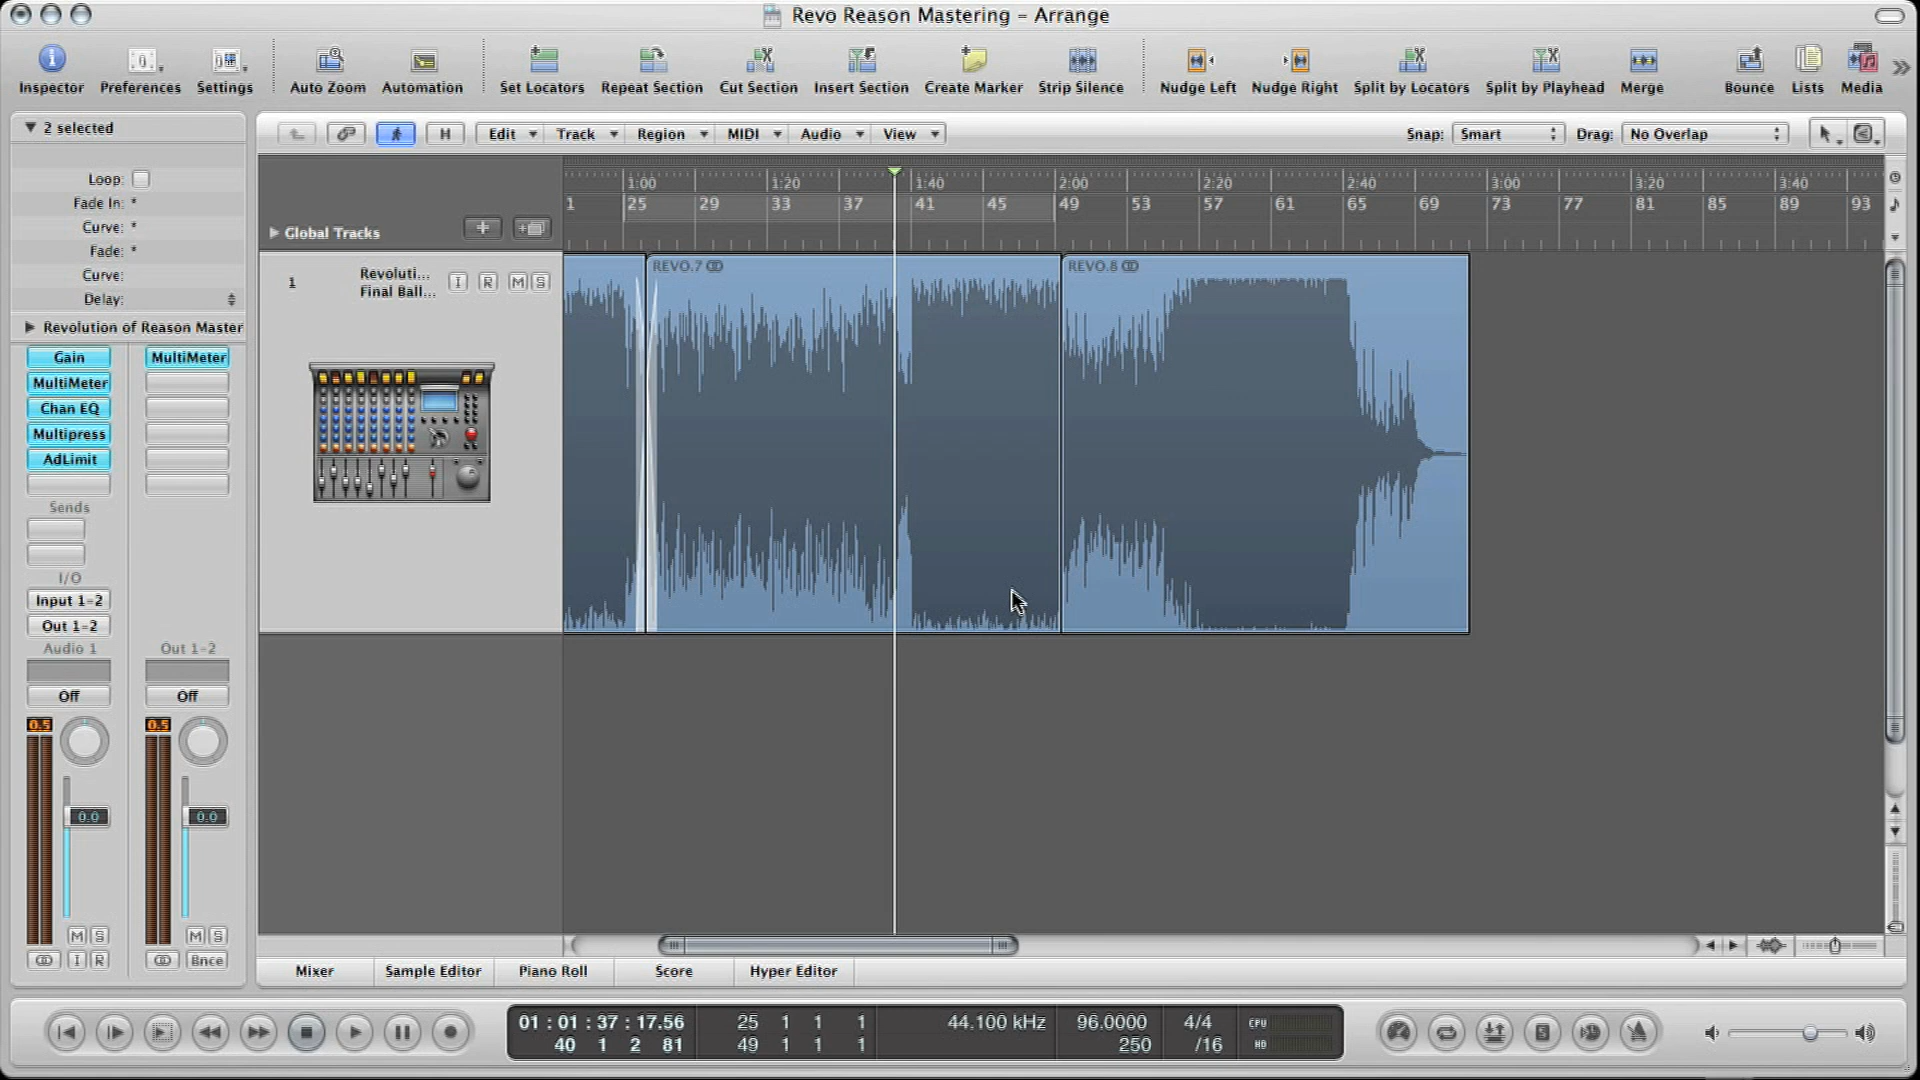 Revo Reason Mastering - Arrange
Inspector Preferences Settings Auto Zoom Automation Set Locators Repeat Section Cut Section Insert Section Create Marker Strip Silence Nudge Left Nudge Right Split by Locators Split by Playhead Merge Bounce Lists Media
2 selected
H Edit Track Region MIDI Audio View Snap: Smart Drag: No Overlap
Loop:
Fade In: *
Curve: *
Fade: *
Curve:
Delay:
1:00 1:20 1:40 2:00 2:20 2:40 3:00 3:20 3:40
1 25 29 33 37 41 45 49 53 57 61 65 69 73 77 81 85 89 93
Global Tracks
REVO.7 REVO.8
1 Revoluti... I R M S
Final Ball...
Revolution of Reason Master
Gain MultiMeter
MultiMeter
Chan EQ
Multipress
AdLimit
Sends
I/O
Input 1-2
Out 1-2
Audio 1 Out 1-2
Off Off
0.5 0.5
0.0 0.0
M S M S
I R Bnce
Mixer Sample Editor Piano Roll Score Hyper Editor
01 : 01 : 37 : 17.56 25 1 1 1 44.100 kHz 96.0000 4/4 CPU
40 1 2 81 49 1 1 1 250 /16 HD